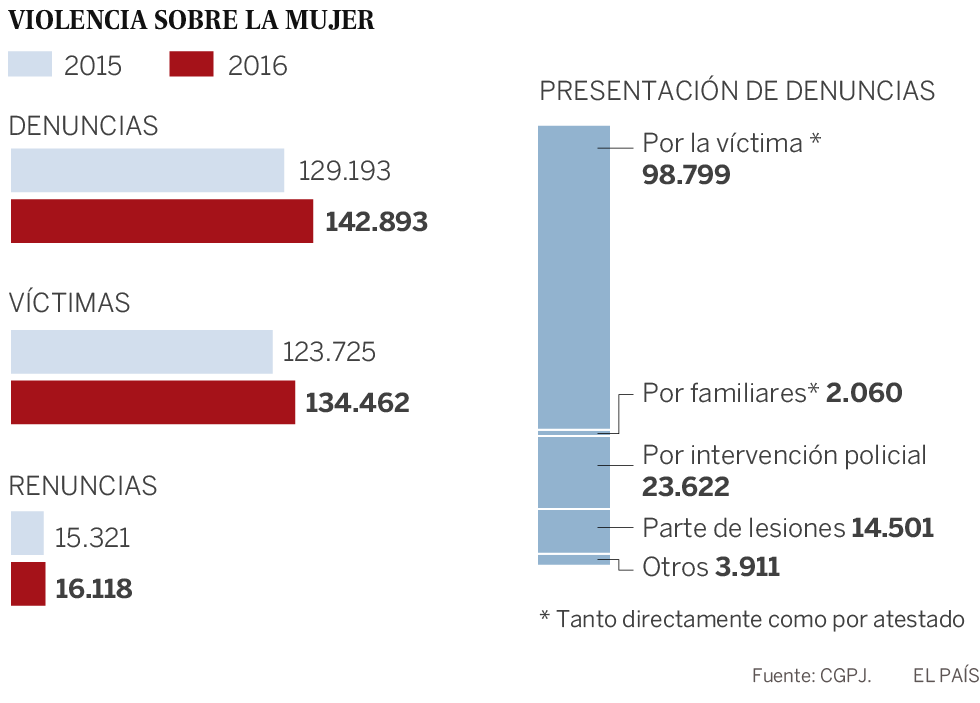 VIOLENCIA SOBRE LA MUJER
2015 2016
DENUNCIAS
129.193
142.893
VÍCTIMAS
123.725
134.462
RENUNCIAS
15.321
16.118
PRESENTACIÓN DE DENUNCIAS
Por la víctima *
98.799
Por familiares* 2.060
Por intervención policial
23.622
Parte de lesiones 14.501
Otros 3.911
* Tanto directamente como por atestado
Fuente: CGPJ. EL PAÍS